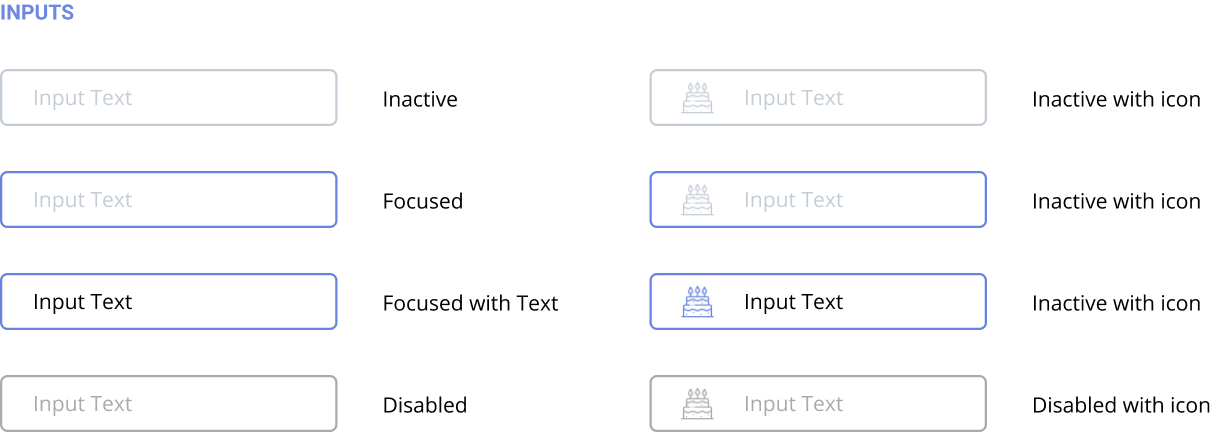 INPUTS
Input Text Inactive Input Text Inactive with icon
Input Text Focused Input Text Inactive with icon
Input Text Focused with Text Input Text Inactive with icon
Input Text Disabled Input Text Disabled with icon